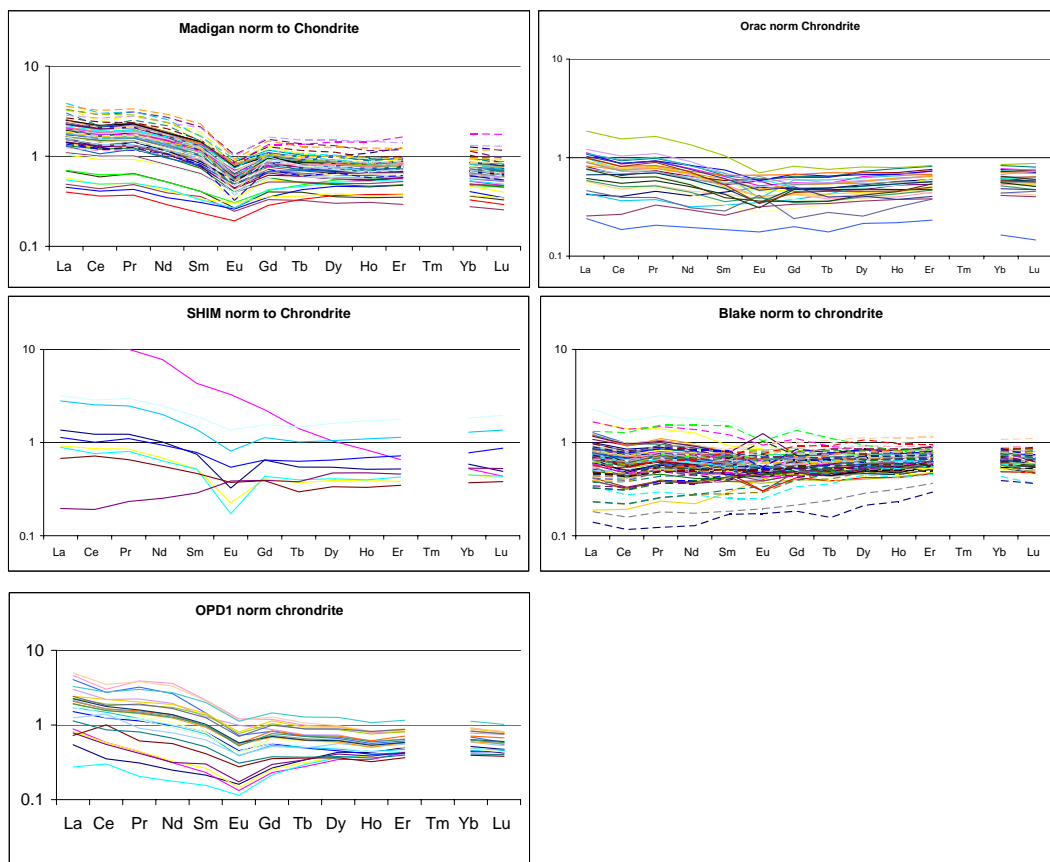 Madigan norm to Chondrite
10
1
0.1
La Ce Pr Nd Sm Eu Gd Tb Dy Ho Er Tm Yb Lu
Orac norm Chrondrite
10
1
0.1
La Ce Pr Nd Sm Eu Gd Tb Dy Ho Er Tm Yb Lu
SHIM norm to Chrondrite
10
1
0.1
La Ce Pr Nd Sm Eu Gd Tb Dy Ho Er Tm Yb Lu
Blake norm to chrondrite
10
1
0.1
La Ce Pr Nd Sm Eu Gd Tb Dy Ho Er Tm Yb Lu
OPD1 norm chrondrite
10
1
0.1
La Ce Pr Nd Sm Eu Gd Tb Dy Ho Er Tm Yb Lu